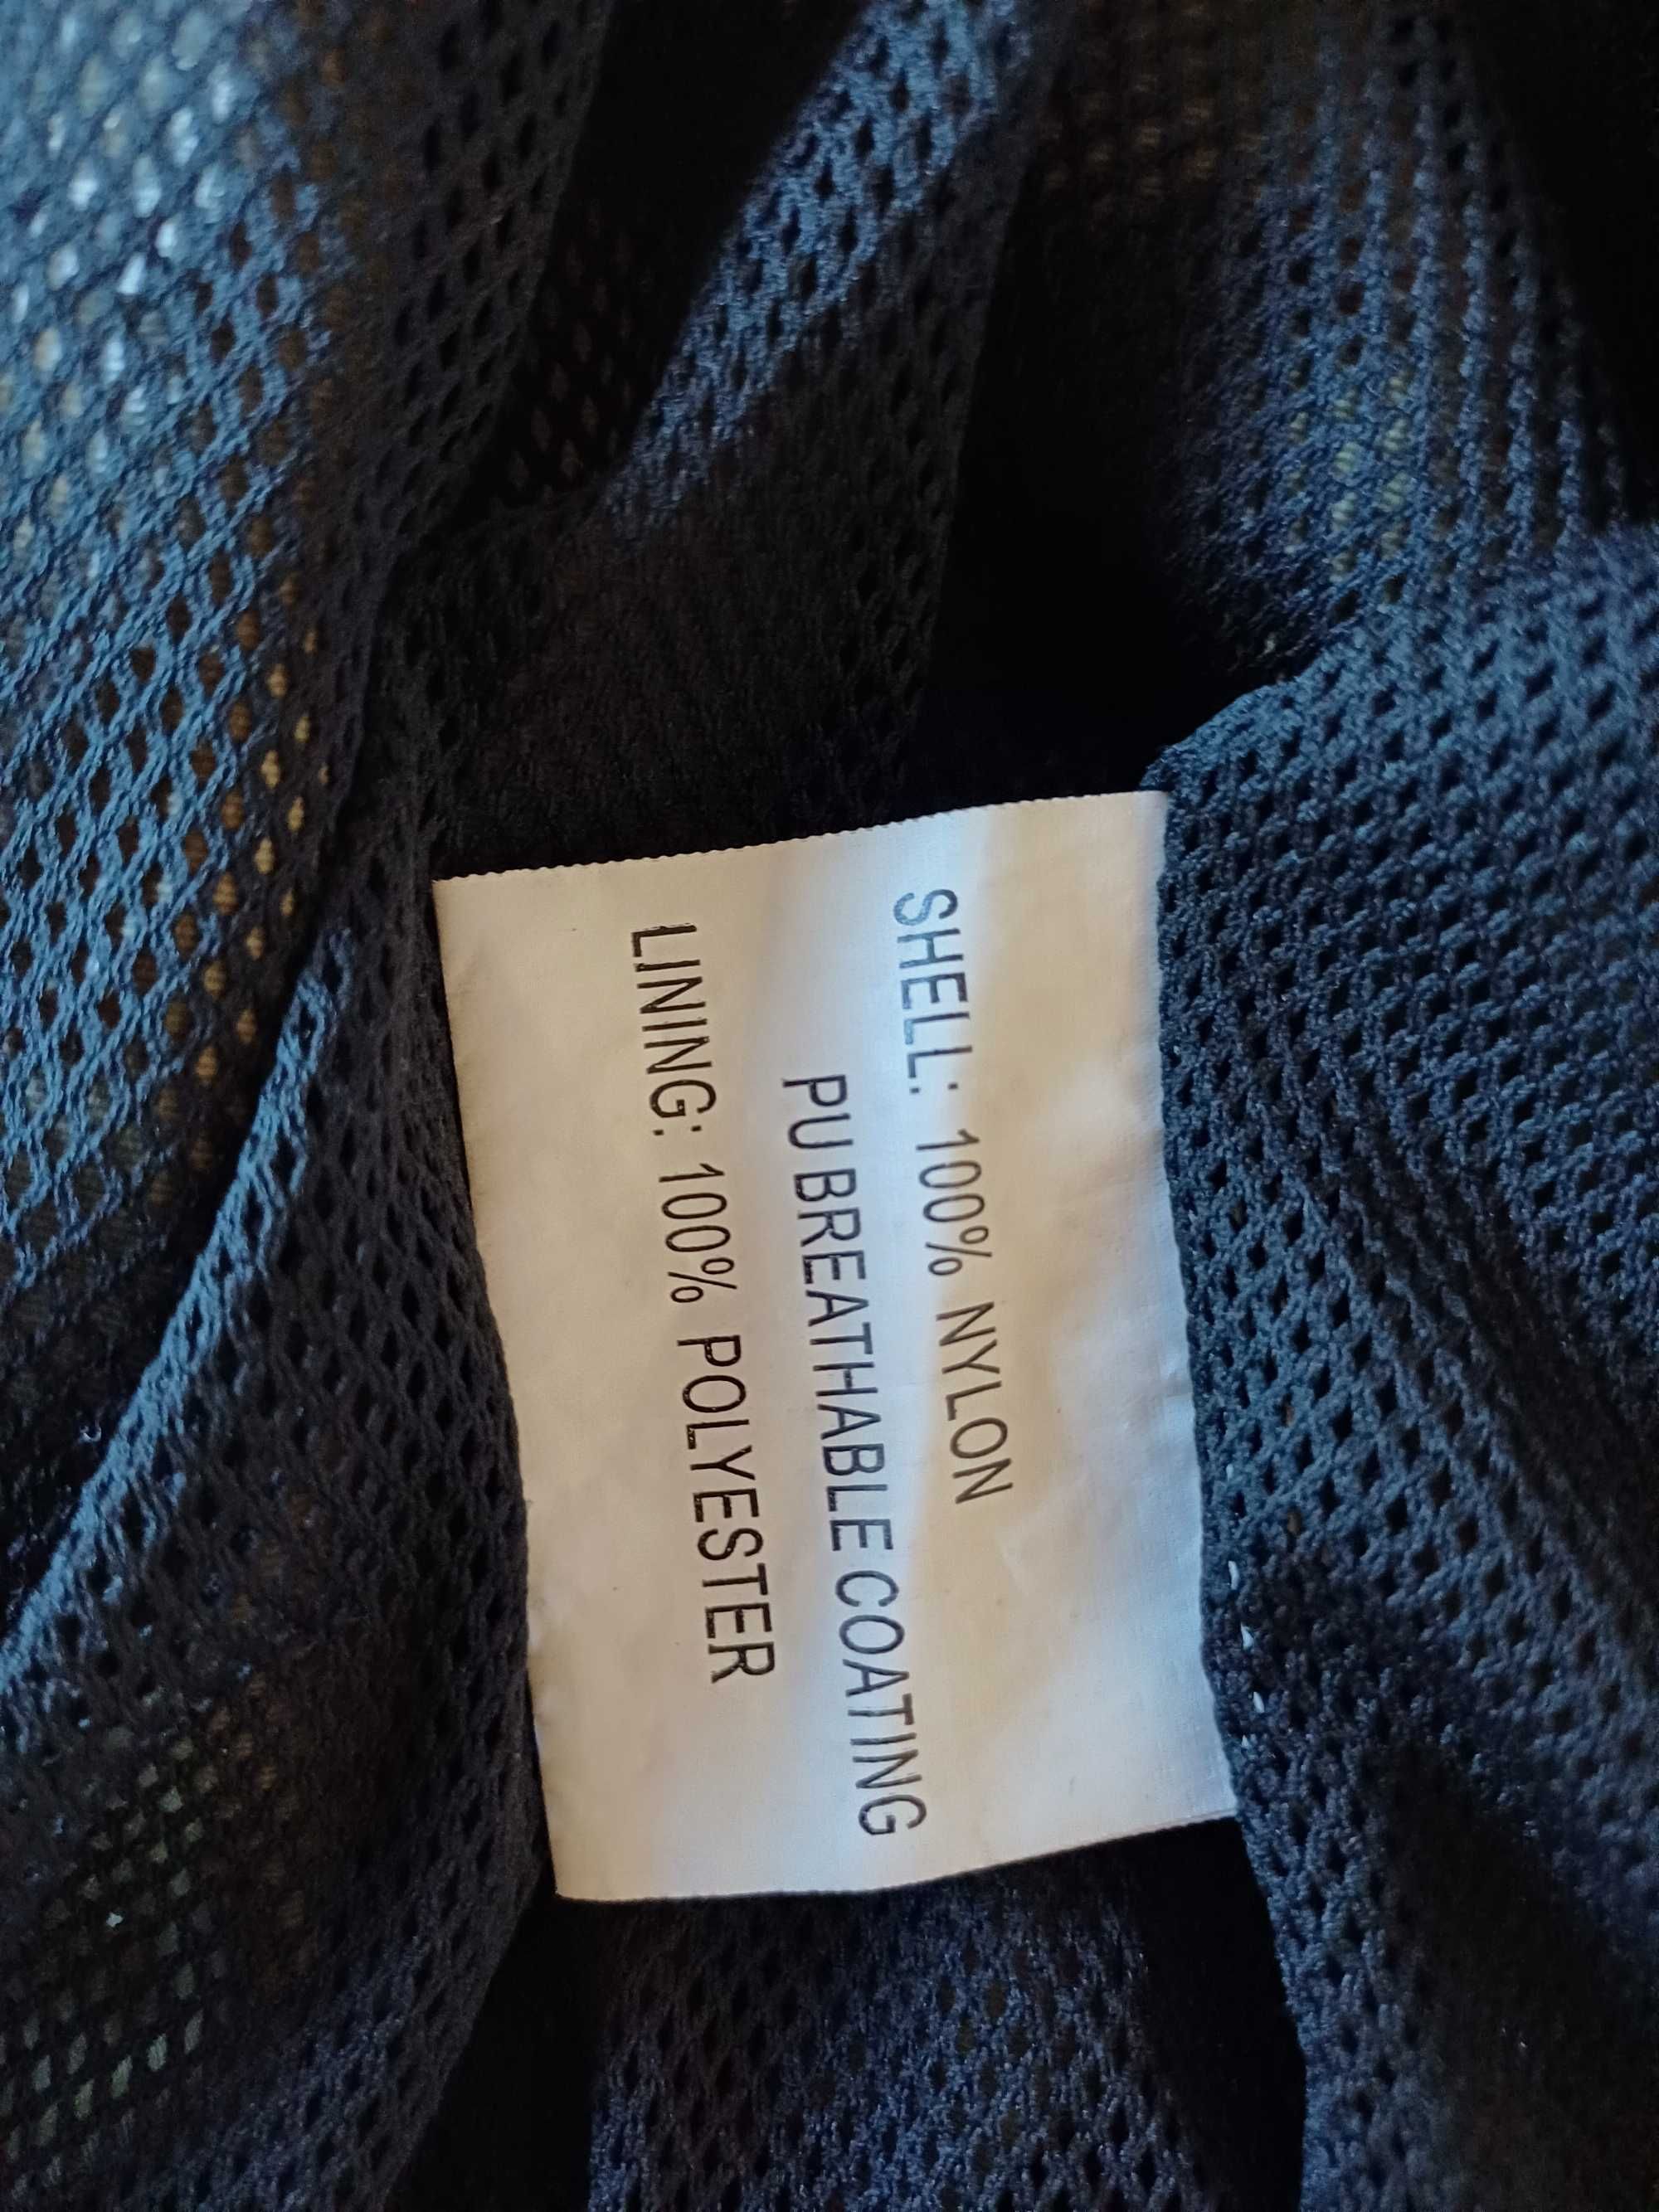 SHELL: 100% NYLON
PU BREATHABLE COATING
LINING: 100% POLYESTER